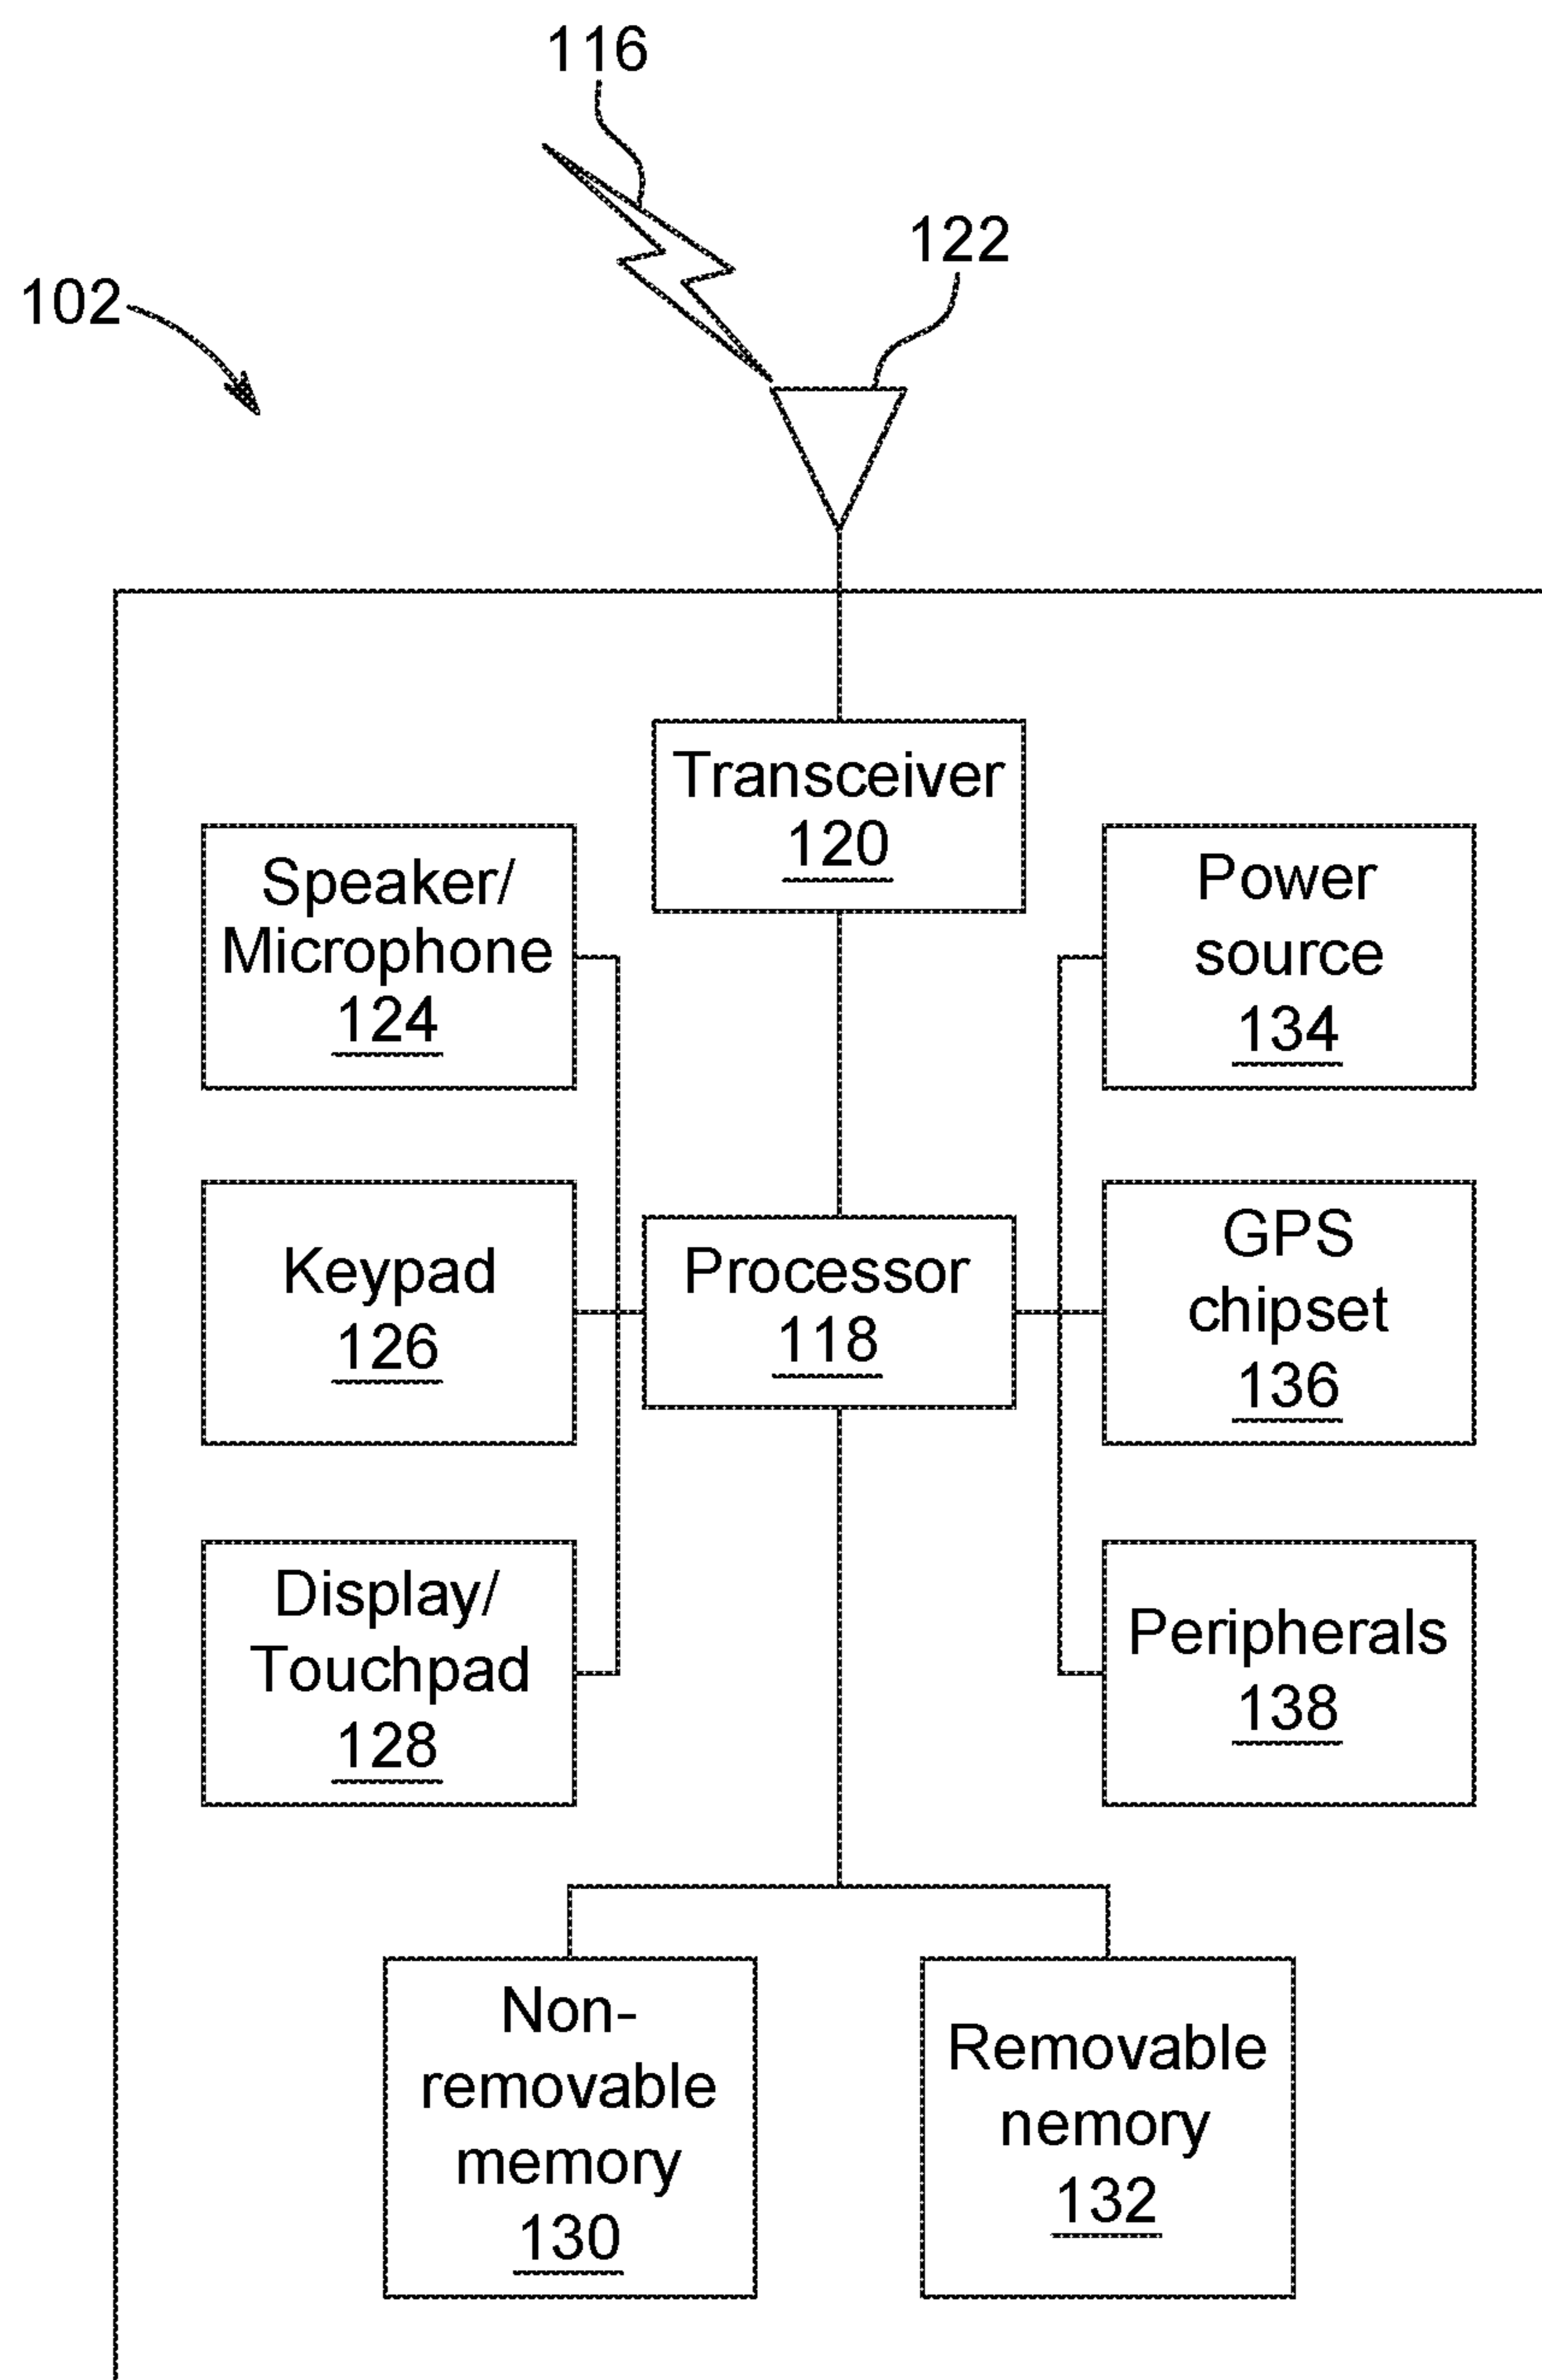 116
122
102
Transceiver
120
Speaker/
Microphone
124
Power
source
134
Keypad
126
Processor
118
GPS
chipset
136
Display/
Touchpad
128
Peripherals
138
Non-
removable
memory
130
Removable
nemory
132